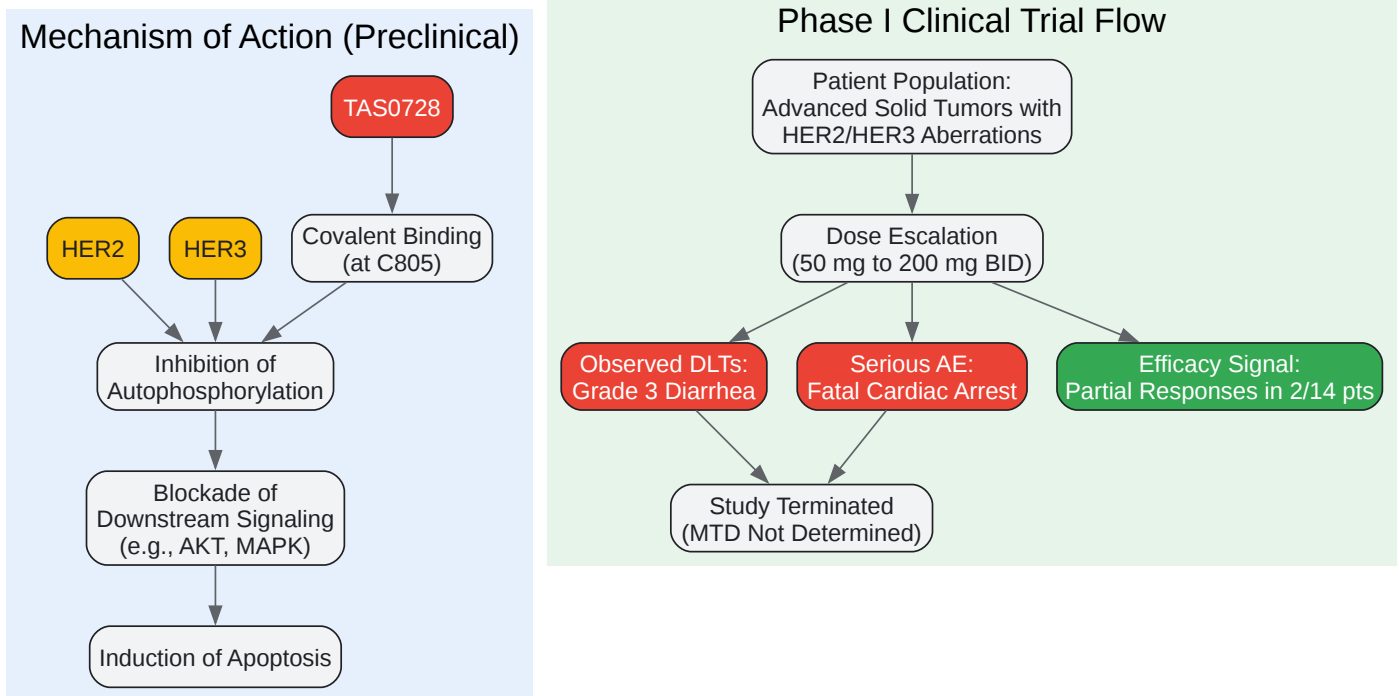 Mechanism of Action (Preclinical)
TAS0728
HER2
HER3
Covalent Binding
(at C805)
Inhibition of
Autophosphorylation
Blockade of
Downstream Signaling
(e.g., AKT, MAPK)
Induction of Apoptosis
Phase I Clinical Trial Flow
Patient Population:
Advanced Solid Tumors with
HER2/HER3 Aberrations
Dose Escalation
(50 mg to 200 mg BID)
Observed DLTs:
Grade 3 Diarrhea
Serious AE:
Fatal Cardiac Arrest
Efficacy Signal:
Partial Responses in 2/14 pts
Study Terminated
(MTD Not Determined)